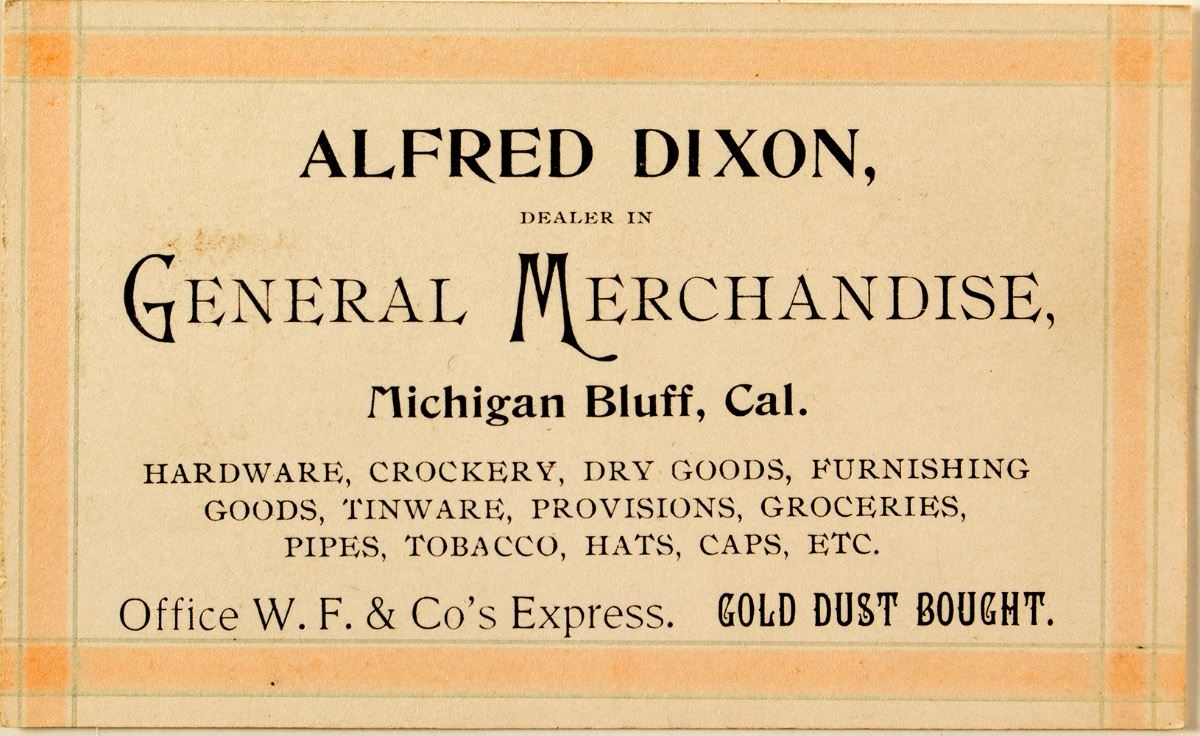 ALFRED DIXON,
DEALER IN
GENERAL MERCHANDISE,
Michigan Bluff, Cal.
HARDWARE, CROCKERY, DRY GOODS, FURNISHING
GOODS, TINWARE, PROVISIONS, GROCERIES,
PIPES, TOBACCO, HATS, CAPS, ETC.
Office W. F. & Co's Express. GOLD DUST BOUGHT.